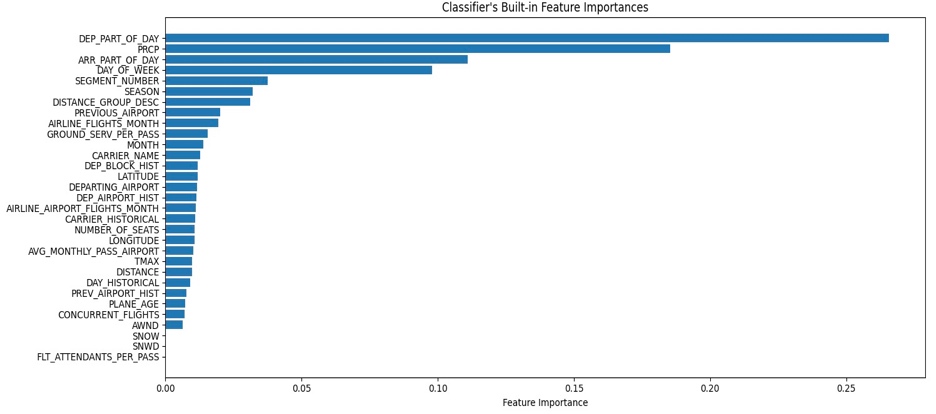 Classifier's Built-in Feature Importances
DEP_PART_OF_DAY
PRCP
ARR_PART_OF_DAY
DAY_OF_WEEK
SEGMENT_NUMBER
SEASON
DISTANCE_GROUP_DESC
PREVIOUS_AIRPORT
AIRLINE_FLIGHTS_MONTH
GROUND_SERV_PER_PASS
MONTH
CARRIER_NAME
DEP_BLOCK_HIST
LATITUDE
DEPARTING_AIRPORT
DEP_AIRPORT_HIST
AIRLINE_AIRPORT_FLIGHTS_MONTH
CARRIER_HISTORICAL
NUMBER_OF_SEATS
LONGITUDE
AVG_MONTHLY_PASS_AIRPORT
TMAX
DISTANCE
DAY_HISTORICAL
PREV_AIRPORT_HIST
PLANE_AGE
CONCURRENT_FLIGHTS
AWND
SNOW
SNWD
FLT_ATTENDANTS_PER_PASS
0.00 0.05 0.10 0.15 0.20 0.25
Feature Importance